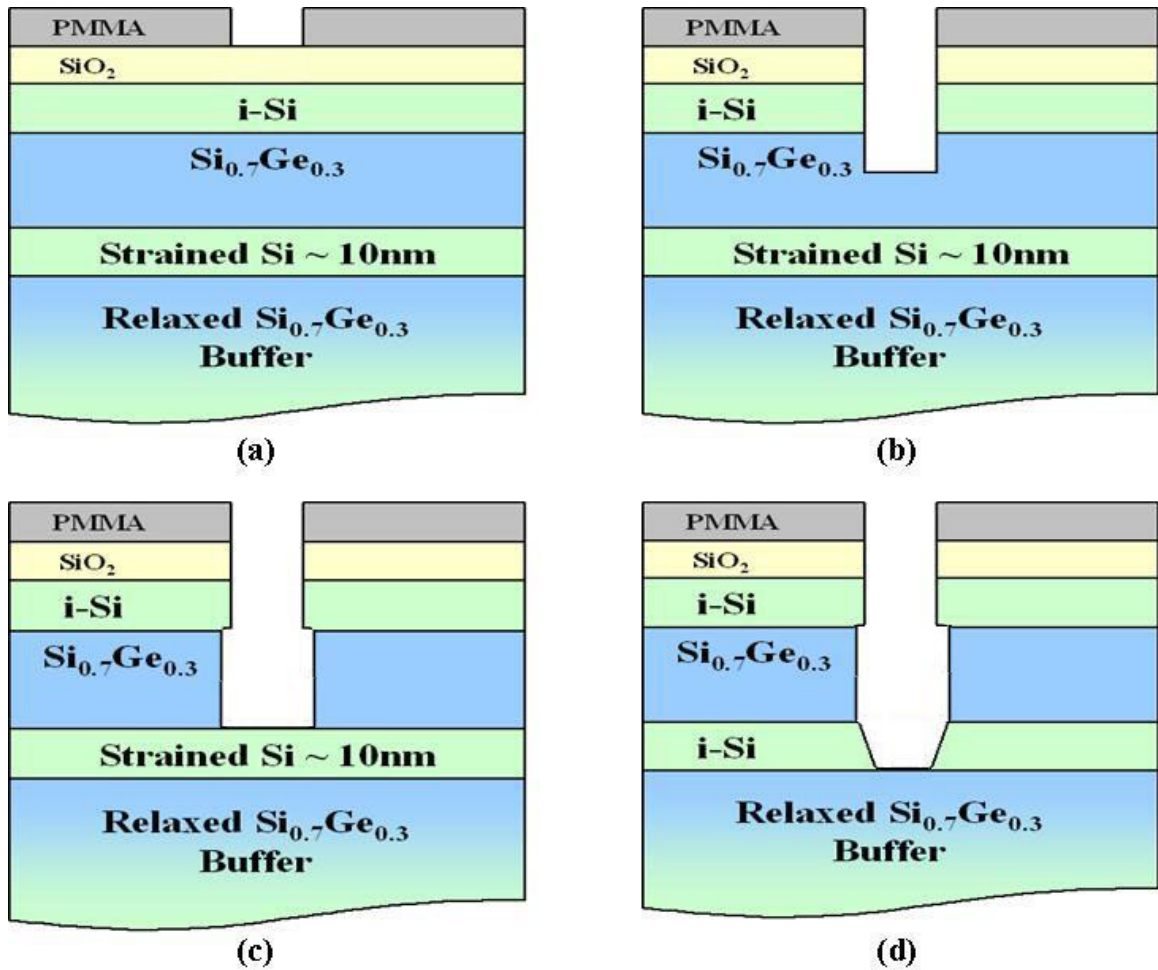 PMMA
SiO₂
i-Si
Si₀.₇Ge₀.₃
Strained Si ~ 10nm
Relaxed Si₀.₇Ge₀.₃
Buffer
(a)
PMMA
SiO₂
i-Si
Si₀.₇Ge₀.₃
Strained Si ~ 10nm
Relaxed Si₀.₇Ge₀.₃
Buffer
(b)
PMMA
SiO₂
i-Si
Si₀.₇Ge₀.₃
Strained Si ~ 10nm
Relaxed Si₀.₇Ge₀.₃
Buffer
(c)
PMMA
SiO₂
i-Si
Si₀.₇Ge₀.₃
i-Si
Relaxed Si₀.₇Ge₀.₃
Buffer
(d)